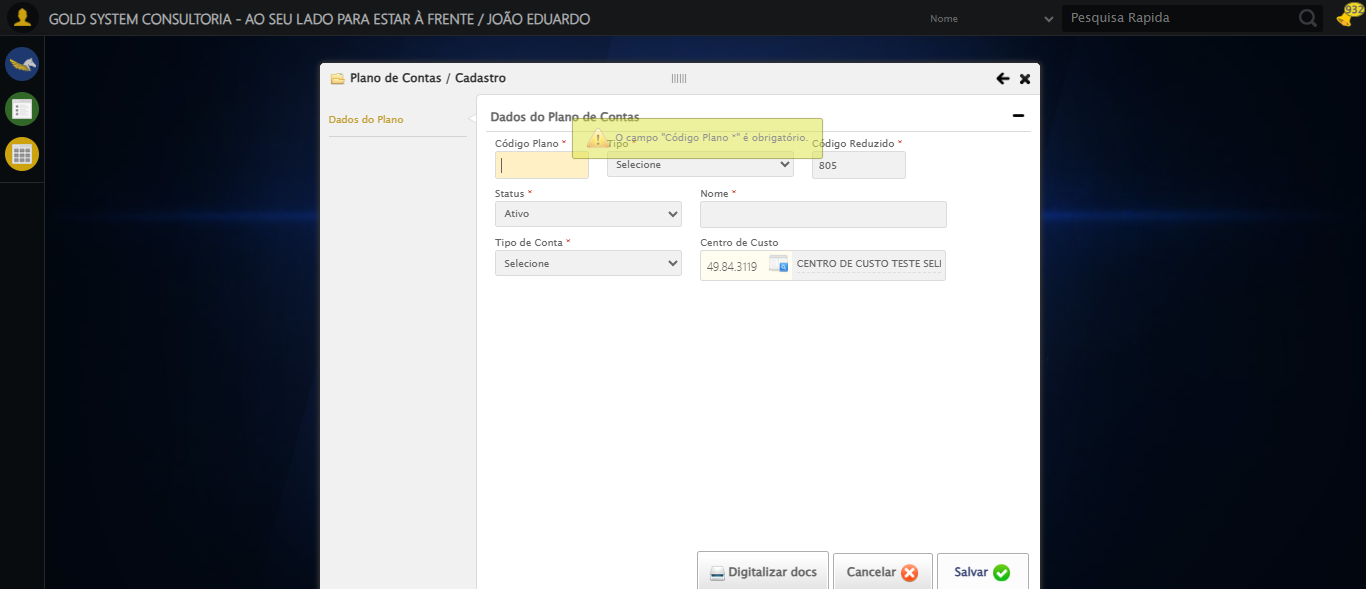 GOLD SYSTEM CONSULTORIA - AO SEU LADO PARA ESTAR À FRENTE / JOÃO EDUARDO
Nome
Pesquisa Rapida
932
Plano de Contas / Cadastro
Dados do Plano
Dados do Plano de Contas
O campo "Código Plano *" é obrigatório.
Código Plano *
Tipo *
Código Reduzido *
Selecione
805
Status *
Nome *
Ativo
Tipo de Conta *
Centro de Custo
Selecione
49.84.3119
CENTRO DE CUSTO TESTE SELI
Digitalizar docs
Cancelar
Salvar